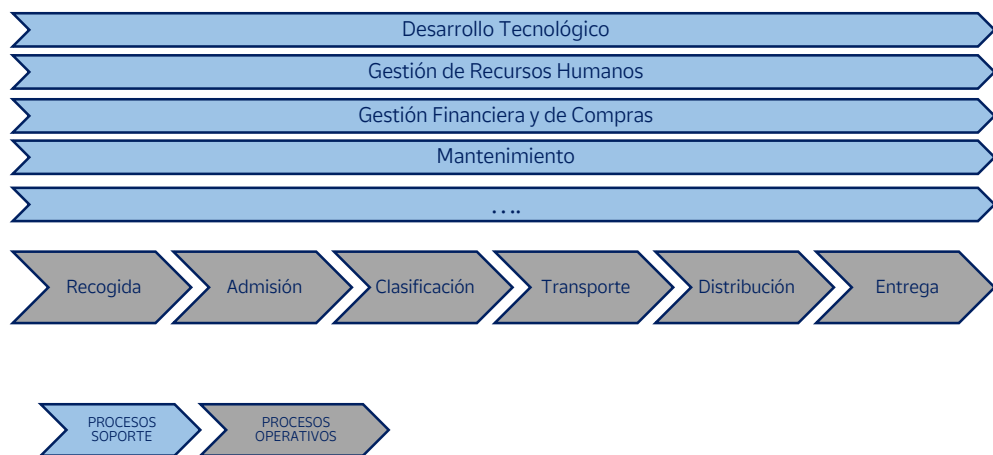 Desarrollo Tecnológico
Gestión de Recursos Humanos
Gestión Financiera y de Compras
Mantenimiento
….
Recogida
Admisión
Clasificación
Transporte
Distribución
Entrega
PROCESOS
SOPORTE
PROCESOS
OPERATIVOS